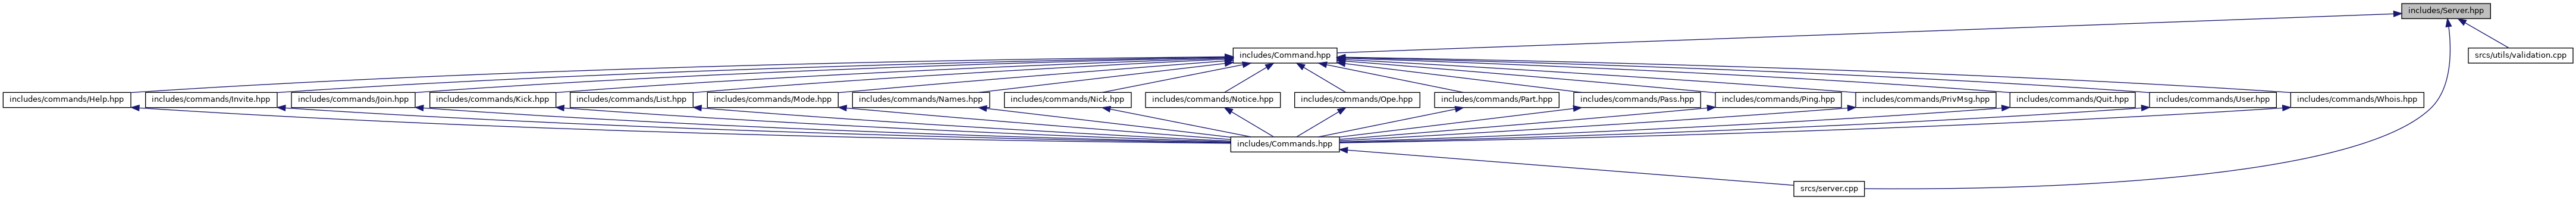 includes/Server.hpp
includes/Command.hpp
srcs/utils/validation.cpp
includes/commands/Help.hpp
includes/commands/Invite.hpp
includes/commands/Join.hpp
includes/commands/Kick.hpp
includes/commands/List.hpp
includes/commands/Mode.hpp
includes/commands/Names.hpp
includes/commands/Nick.hpp
includes/commands/Notice.hpp
includes/commands/Ope.hpp
includes/commands/Part.hpp
includes/commands/Pass.hpp
includes/commands/Ping.hpp
includes/commands/PrivMsg.hpp
includes/commands/Quit.hpp
includes/commands/User.hpp
includes/commands/Whois.hpp
includes/Commands.hpp
srcs/server.cpp